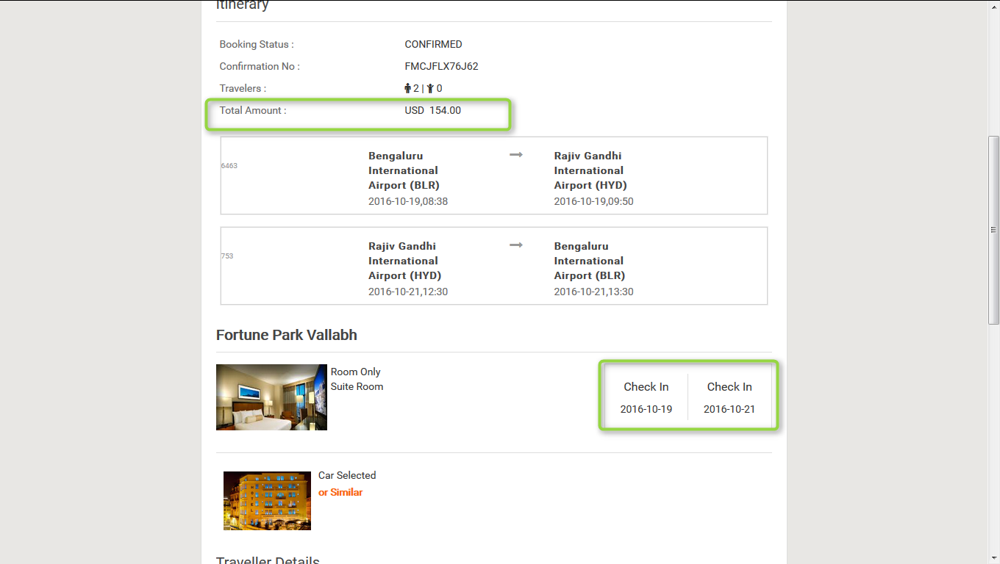 Itinerary
Booking Status : CONFIRMED
Confirmation No : FMCJFLX76J62
Travelers : 2 | 0
Total Amount : USD 154.00
6463
Bengaluru
International
Airport (BLR)
2016-10-19,08:38
Rajiv Gandhi
International
Airport (HYD)
2016-10-19,09:50
753
Rajiv Gandhi
International
Airport (HYD)
2016-10-21,12:30
Bengaluru
International
Airport (BLR)
2016-10-21,13:30
Fortune Park Vallabh
Room Only
Suite Room
Check In
2016-10-19
Check In
2016-10-21
HOTEL
Car Selected
or Similar
Traveller Details